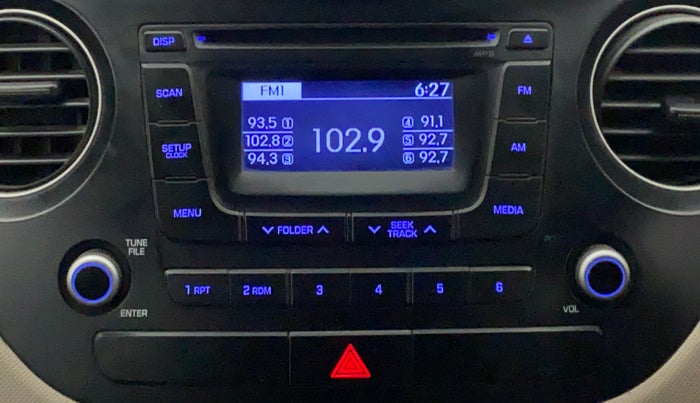 DISP
MP3
SCAN
FM1 6:27
FM
93.5 1
102.8 2
94.3 3
102.9
4 91.1
5 92.7
6 92.7
SETUP
CLOCK
AM
MENU
MEDIA
FOLDER
SEEK
TRACK
TUNE
FILE
1 RPT 2 RDM 3 4 5 6
ENTER
VOL